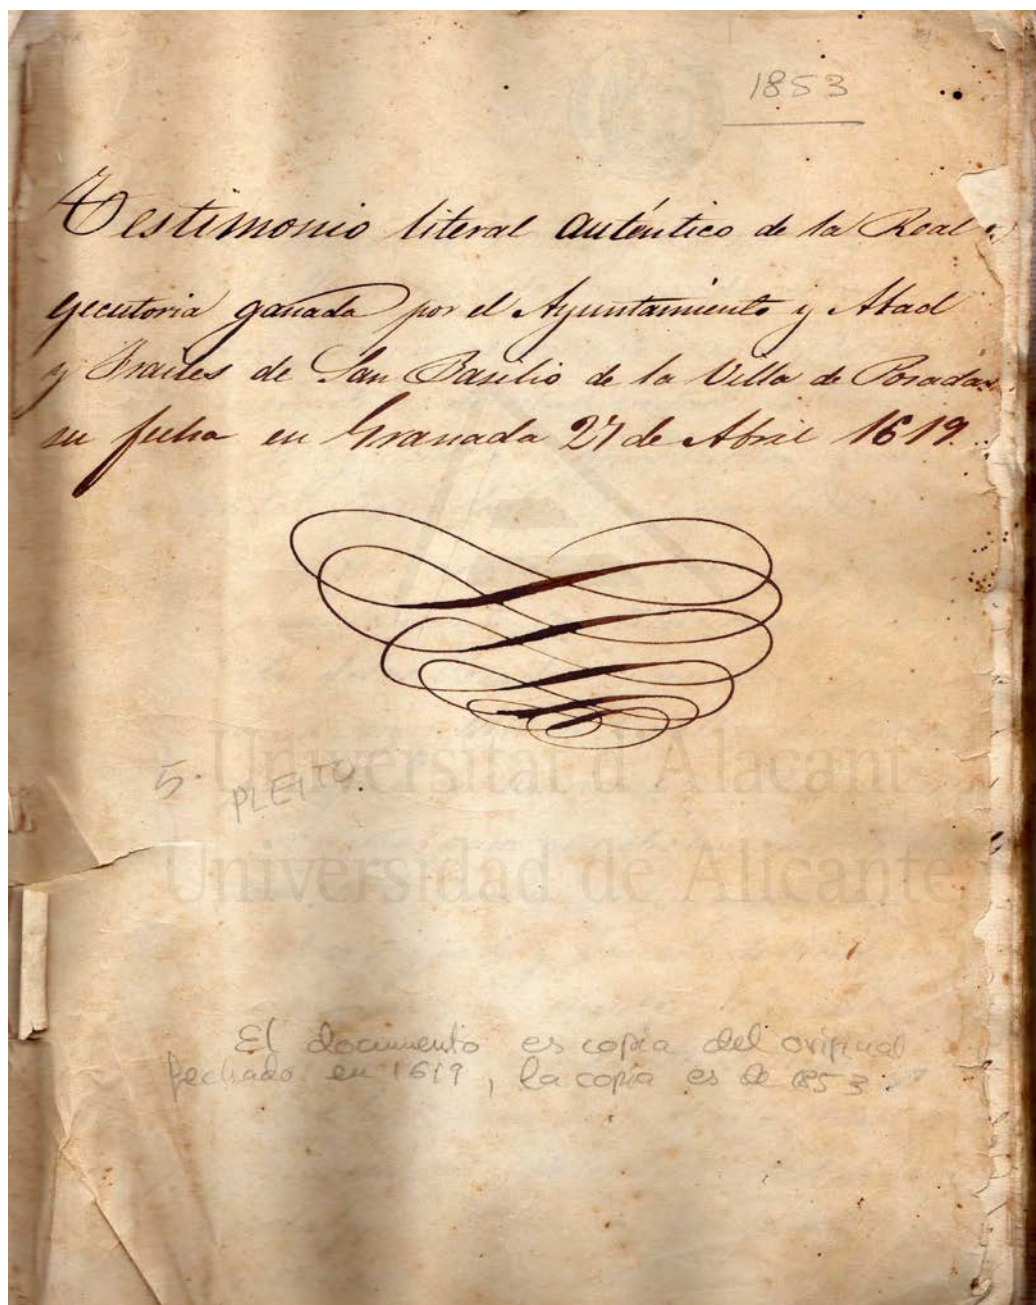 1853
Testimonio literal auténtico de la Real
egecutoria ganada por el Ayuntamiento y Abad
y Frailes de San Basilio de la Villa de Posadas
su fecha en Granada 27 de Abril 1619.
5. PLEITO.
Universitat d'Alacant
Universidad de Alicante
El documento es copia del original
fechado en 1619, la copia es de 1853